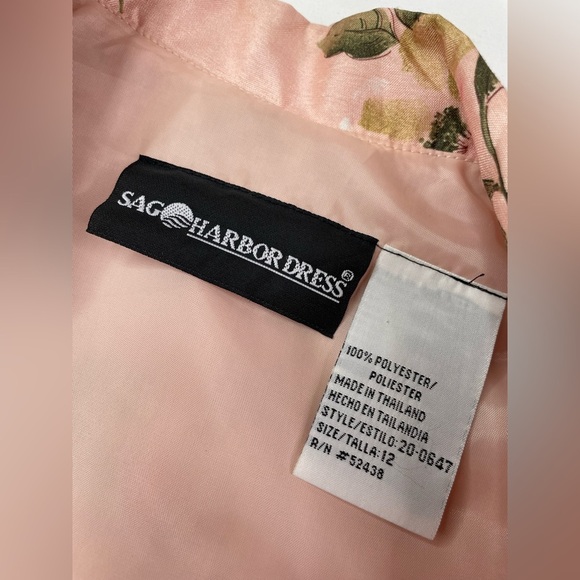 SAG HARBOR DRESS®
100% POLYESTER/
POLIESTER
MADE IN THAILAND
HECHO EN TAILANDIA
STYLE/ESTILO: 20-0647
SIZE/TALLA: 12
R/N #52438